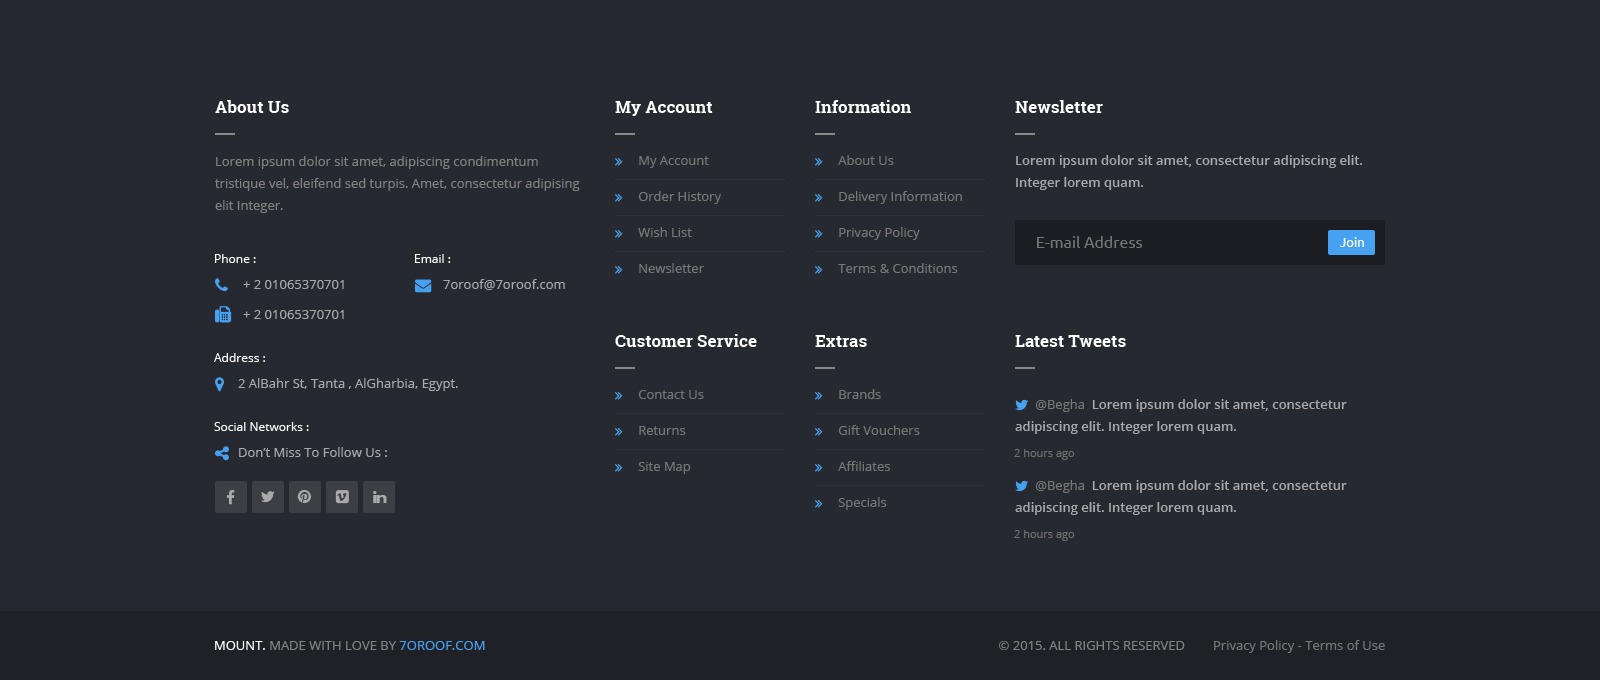 About Us
Lorem ipsum dolor sit amet, adipiscing condimentum
tristique vel, eleifend sed turpis. Amet, consectetur adipising
elit Integer.
Phone :
+ 2 01065370701
+ 2 01065370701
Email :
7oroof@7oroof.com
Address :
2 AlBahr St, Tanta , AlGharbia, Egypt.
Social Networks :
Don’t Miss To Follow Us :
My Account
My Account
Order History
Wish List
Newsletter
Information
About Us
Delivery Information
Privacy Policy
Terms & Conditions
Newsletter
Lorem ipsum dolor sit amet, consectetur adipiscing elit.
Integer lorem quam.
E-mail Address
Join
Customer Service
Contact Us
Returns
Site Map
Extras
Brands
Gift Vouchers
Affiliates
Specials
Latest Tweets
@Begha Lorem ipsum dolor sit amet, consectetur
adipiscing elit. Integer lorem quam.
2 hours ago
@Begha Lorem ipsum dolor sit amet, consectetur
adipiscing elit. Integer lorem quam.
2 hours ago
MOUNT. MADE WITH LOVE BY 7OROOF.COM
© 2015. ALL RIGHTS RESERVED
Privacy Policy - Terms of Use